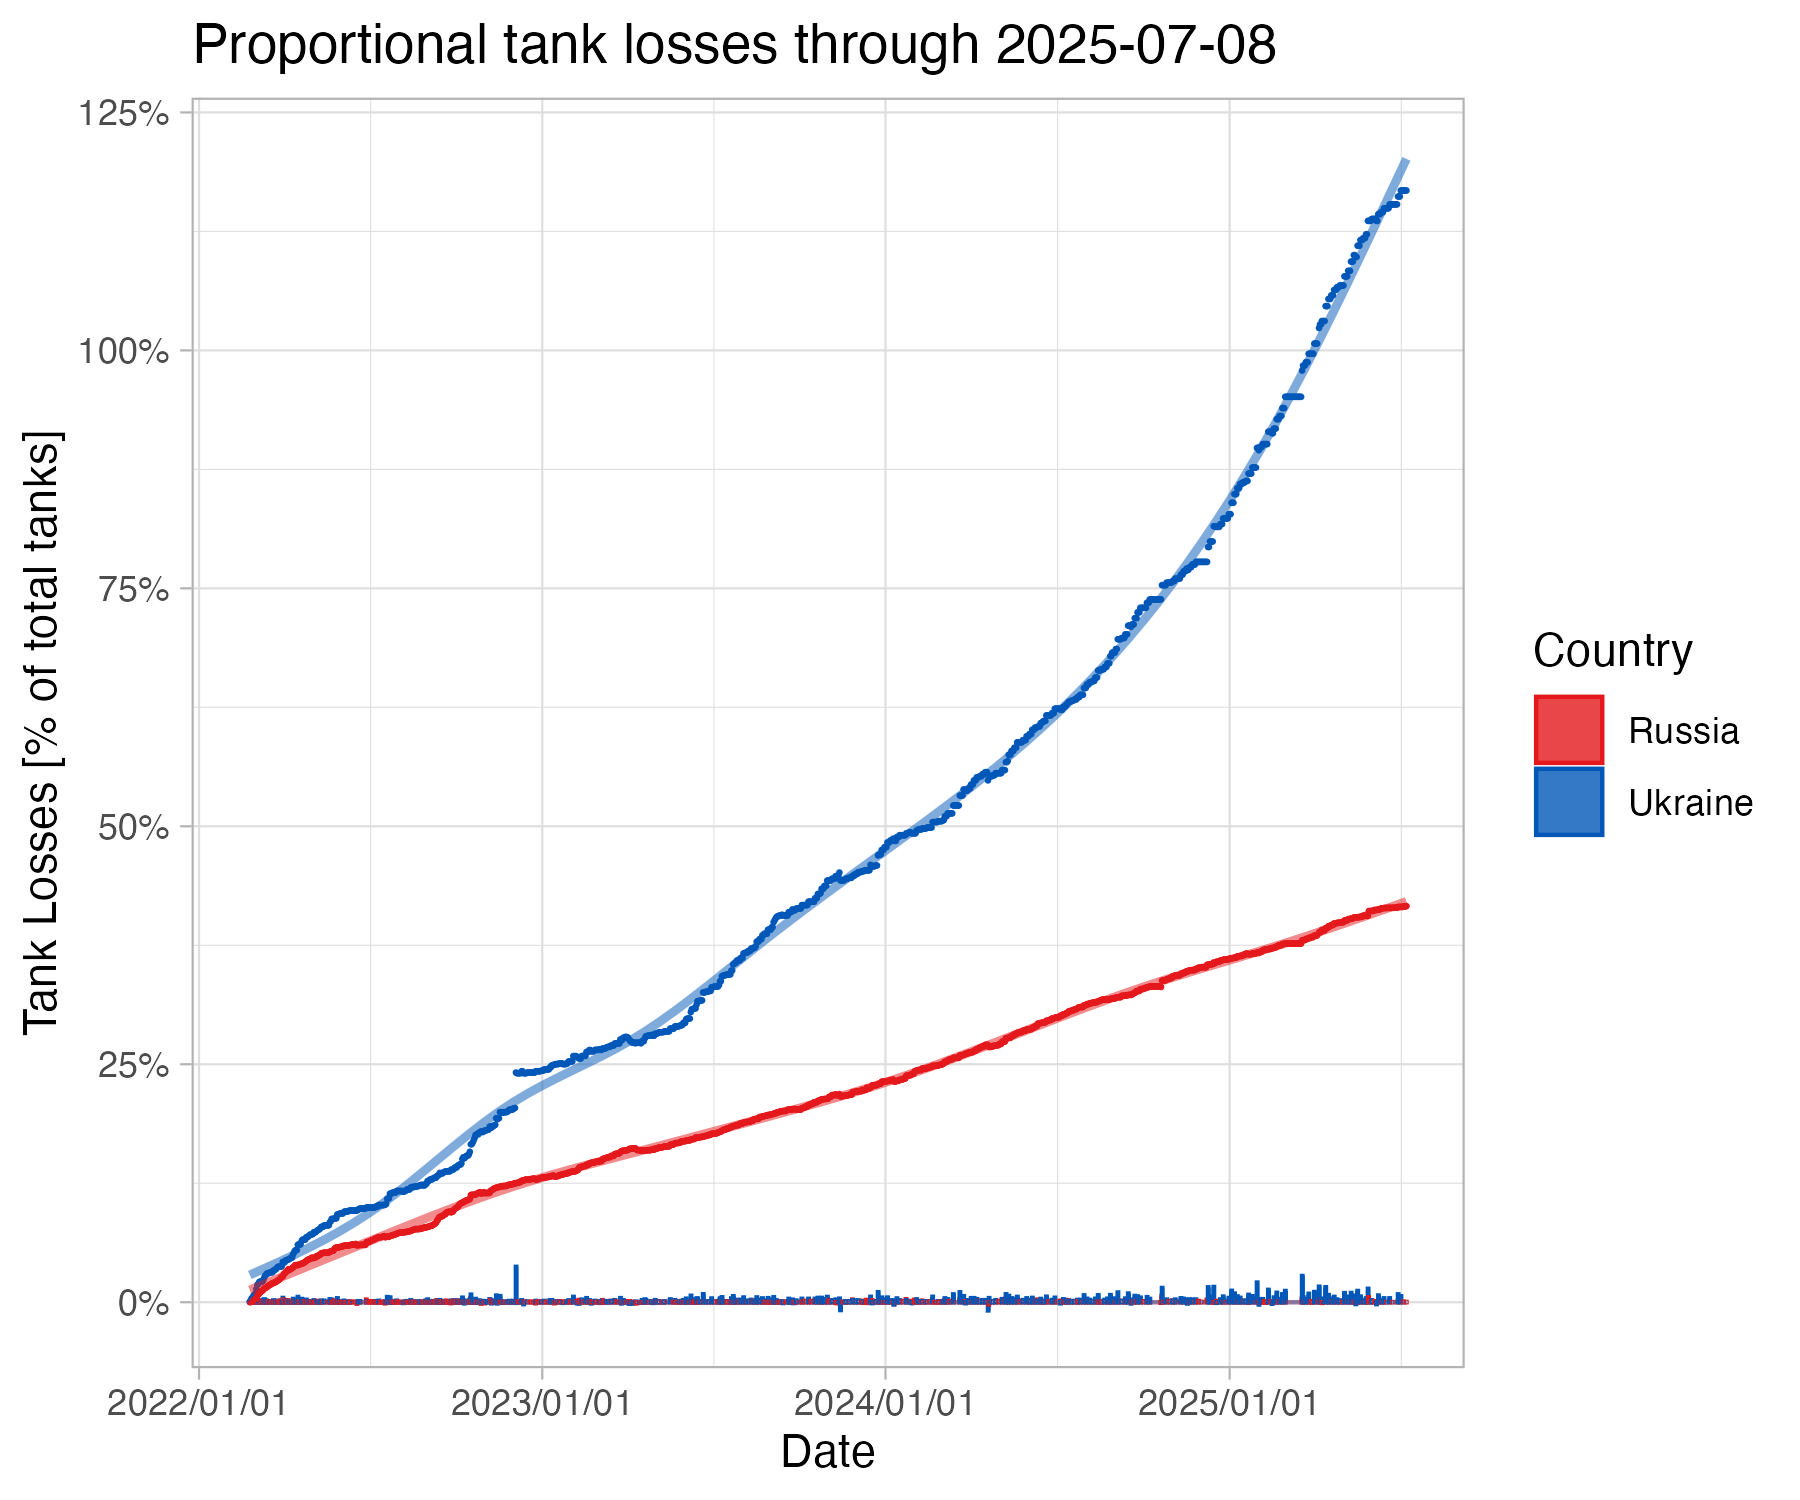 Proportional tank losses through 2025-07-08
125%
100%
75%
50%
25%
0%
Tank Losses [% of total tanks]
2022/01/01
2023/01/01
2024/01/01
2025/01/01
Date
Country
Russia
Ukraine